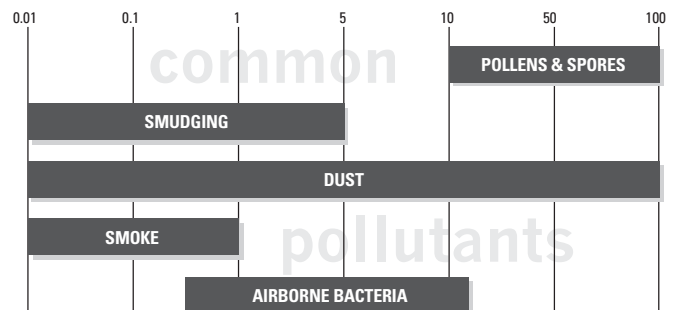 0.01 0.1 1 5 10 50 100
common
POLLENS & SPORES
SMUDGING
DUST
SMOKE
pollutants
AIRBORNE BACTERIA